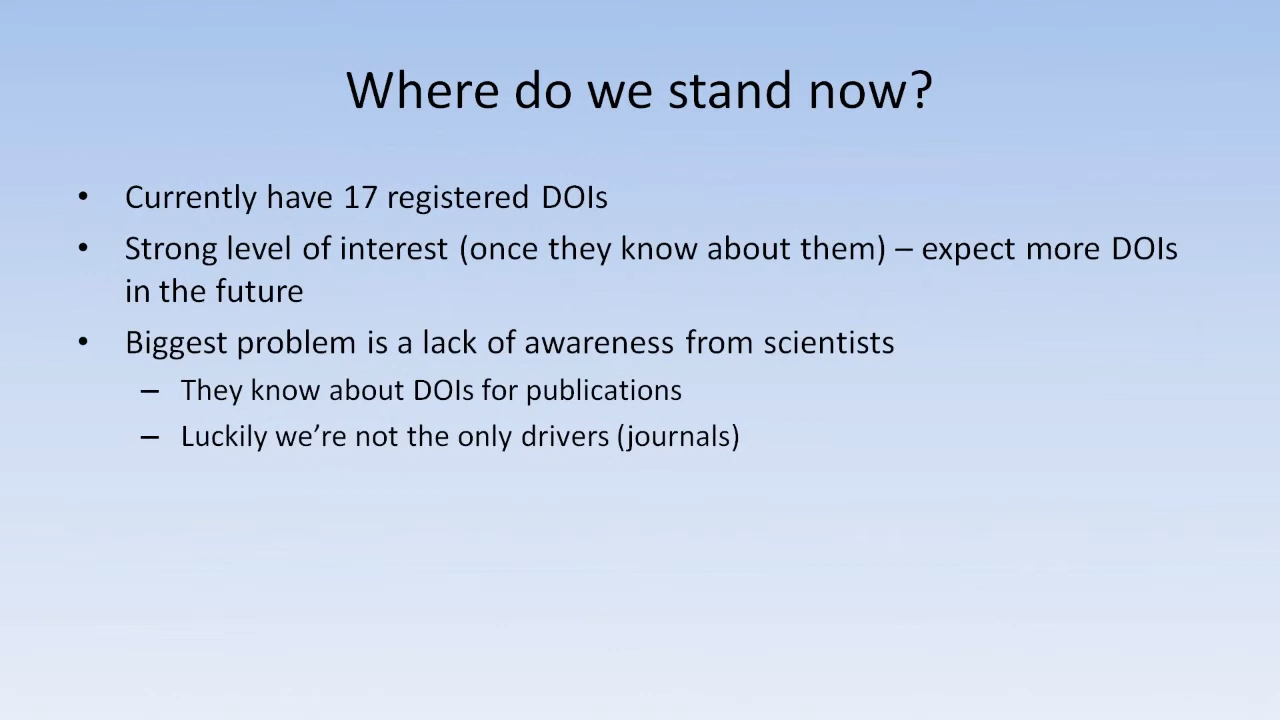 Where do we stand now?
• Currently have 17 registered DOIs
• Strong level of interest (once they know about them) – expect more DOIs
in the future
• Biggest problem is a lack of awareness from scientists
– They know about DOIs for publications
– Luckily we’re not the only drivers (journals)